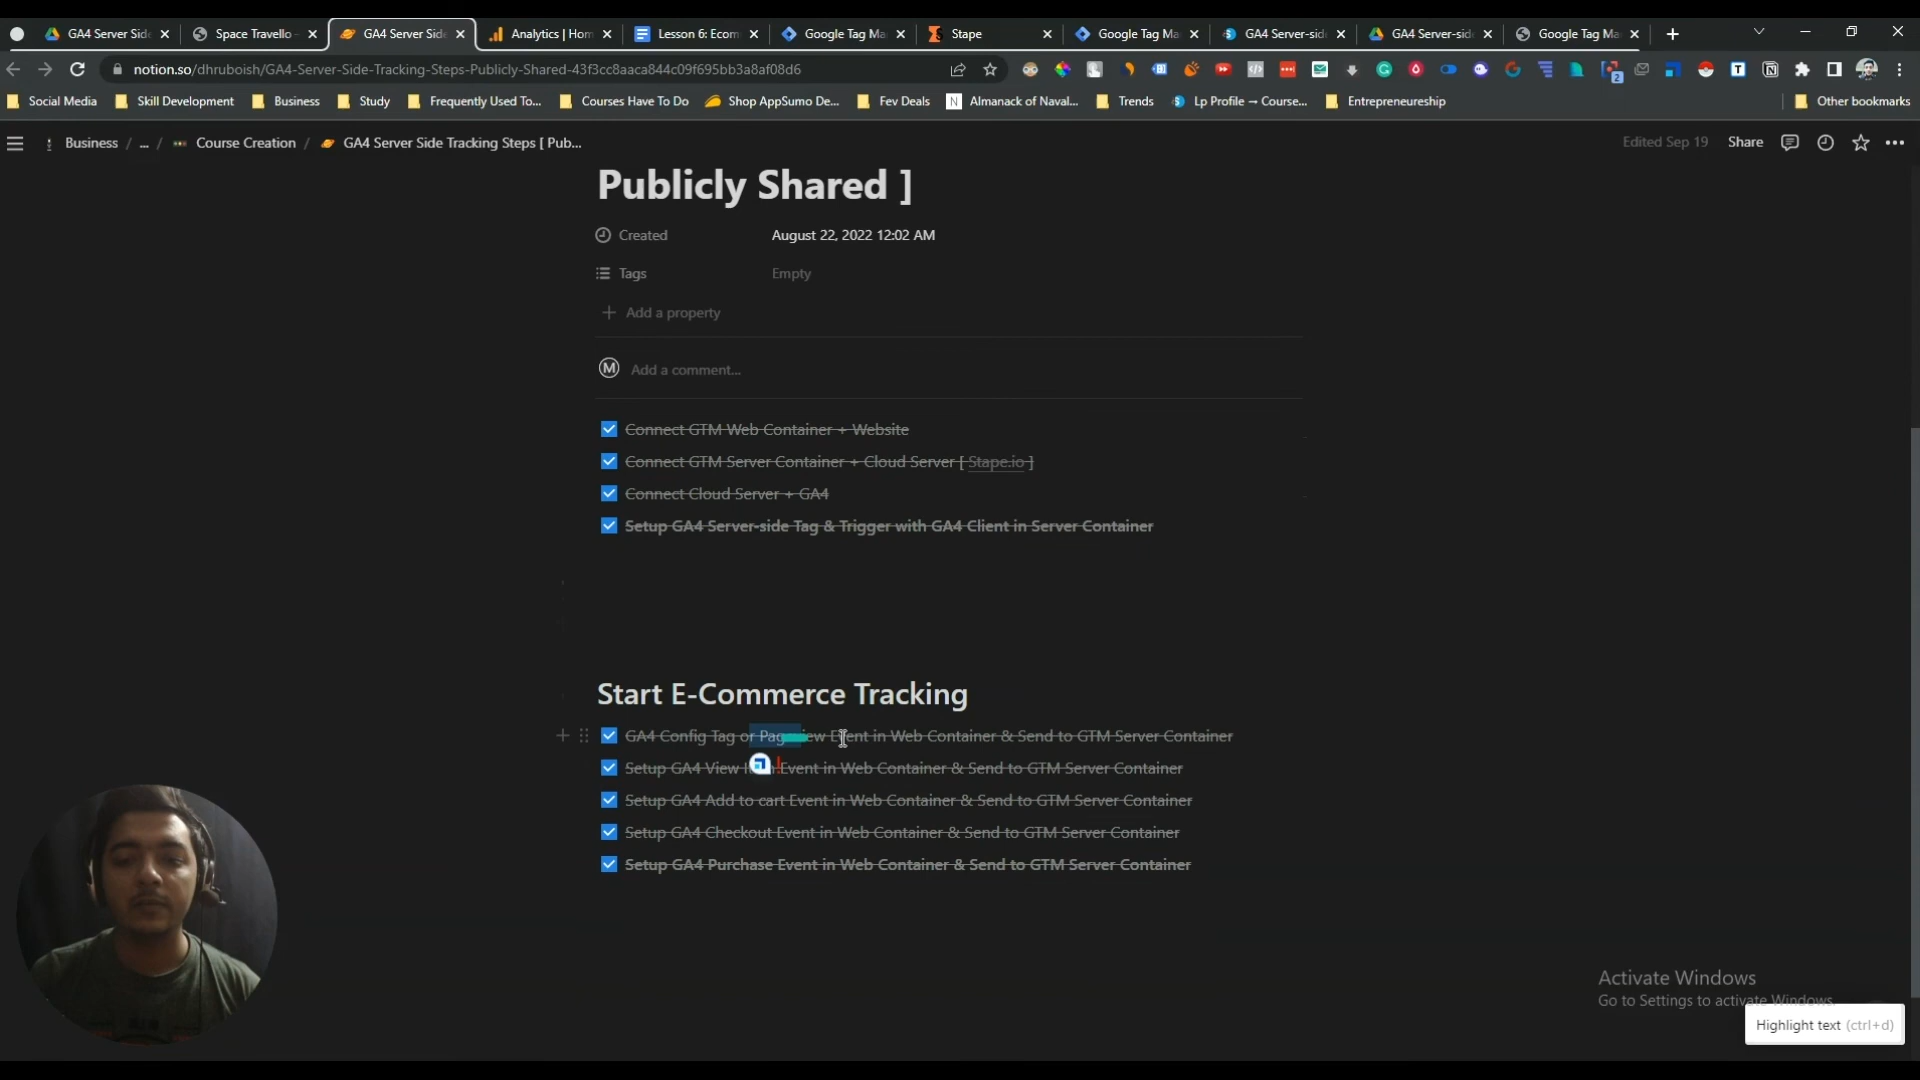 GA4 Server Sid
Space Travello -
GA4 Server Side
Analytics | Hom
Lesson 6: Ecom
Google Tag Ma
Stape
Google Tag Ma
GA4 Server-side
GA4 Server-side
Google Tag Ma
notion.so/dhruboish/GA4-Server-Side-Tracking-Steps-Publicly-Shared-43f3cc8aaca844c09f695bb3a8af08d6
Social Media
Skill Development
Business
Study
Frequently Used To...
Courses Have To Do
Shop AppSumo De...
Fev Deals
Almanack of Naval...
Trends
Lp Profile – Course...
Entrepreneureship
Other bookmarks
Business / ... / Course Creation / GA4 Server Side Tracking Steps [ Pub...
Edited Sep 19
Share
Publicly Shared ]
Created August 22, 2022 12:02 AM
Tags Empty
Add a property
M Add a comment...
Connect GTM Web Container + Website
Connect GTM Server Container + Cloud Server [ Stape.io ]
Connect Cloud Server + GA4
Setup GA4 Server-side Tag & Trigger with GA4 Client in Server Container
Start E-Commerce Tracking
GA4 Config Tag or Page view Event in Web Container & Send to GTM Server Container
Setup GA4 View Event in Web Container & Send to GTM Server Container
Setup GA4 Add to cart Event in Web Container & Send to GTM Server Container
Setup GA4 Checkout Event in Web Container & Send to GTM Server Container
Setup GA4 Purchase Event in Web Container & Send to GTM Server Container
Activate Windows
Go to Settings to activate Windows.
Highlight text (ctrl+d)